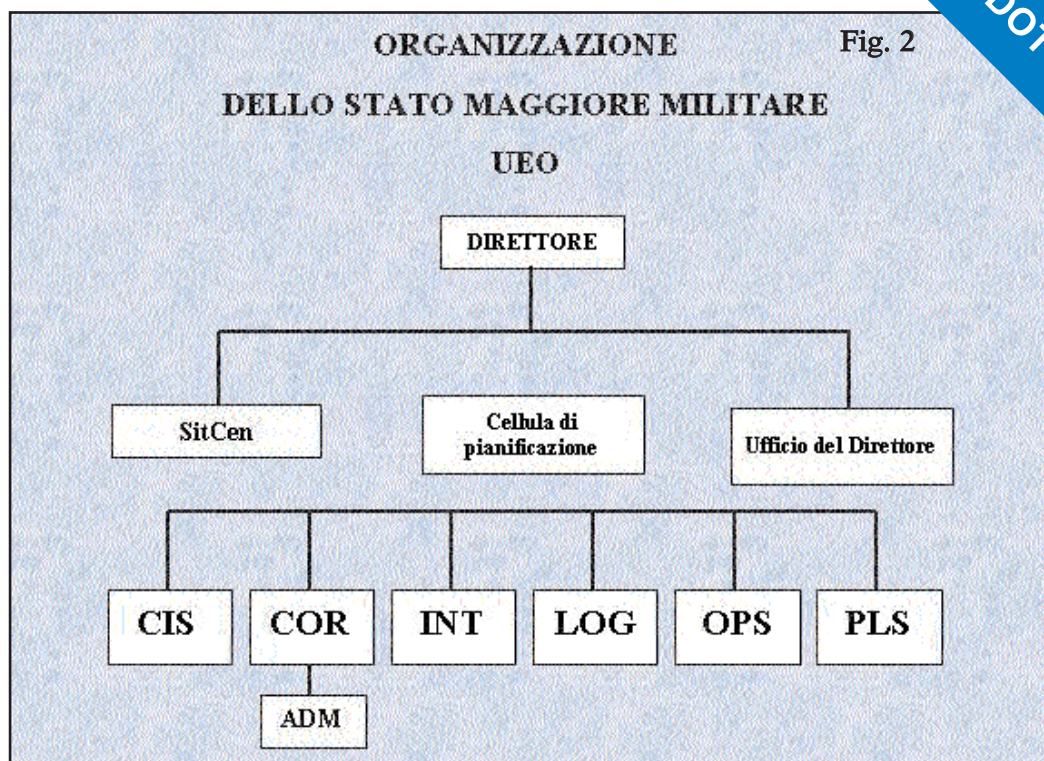 ORGANIZZAZIONE
Fig. 2
DELLO STATO MAGGIORE MILITARE
UEO
DIRETTORE
SitCen
Cellula di
pianificazione
Ufficio del Direttore
CIS
COR
INT
LOG
OPS
PLS
ADM